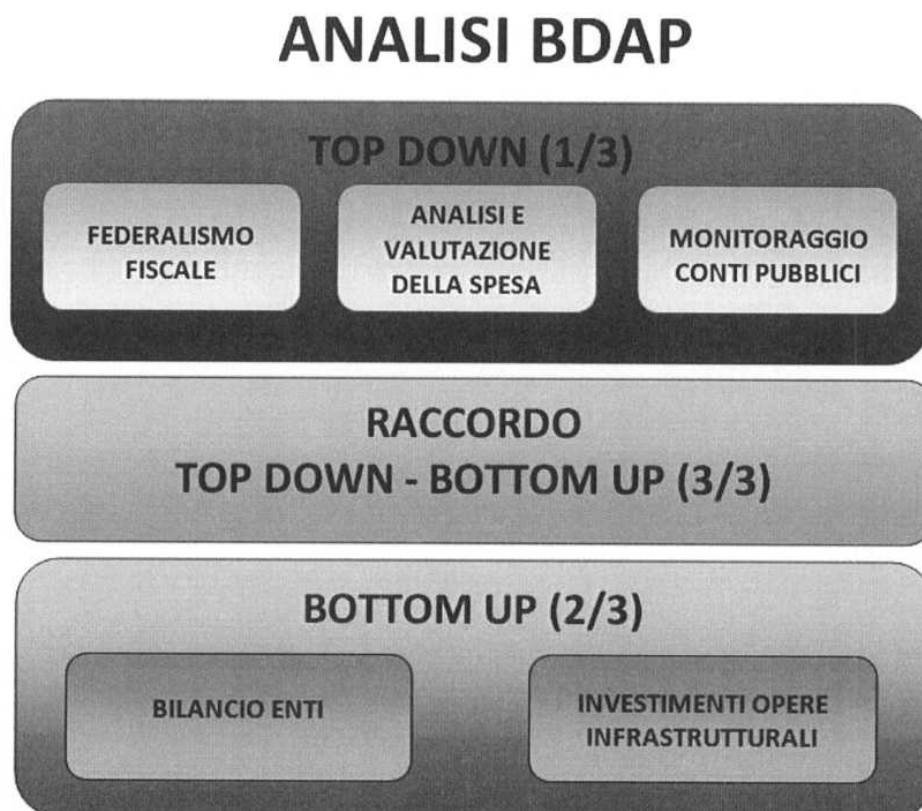 ANALISI BDAP
TOP DOWN (1/3)
FEDERALISMO
FISCALE
ANALISI E
VALUTAZIONE
DELLA SPESA
MONITORAGGIO
CONTI PUBBLICI
RACCORDO
TOP DOWN - BOTTOM UP (3/3)
BOTTOM UP (2/3)
BILANCIO ENTI
INVESTIMENTI OPERE
INFRASTRUTTURALI